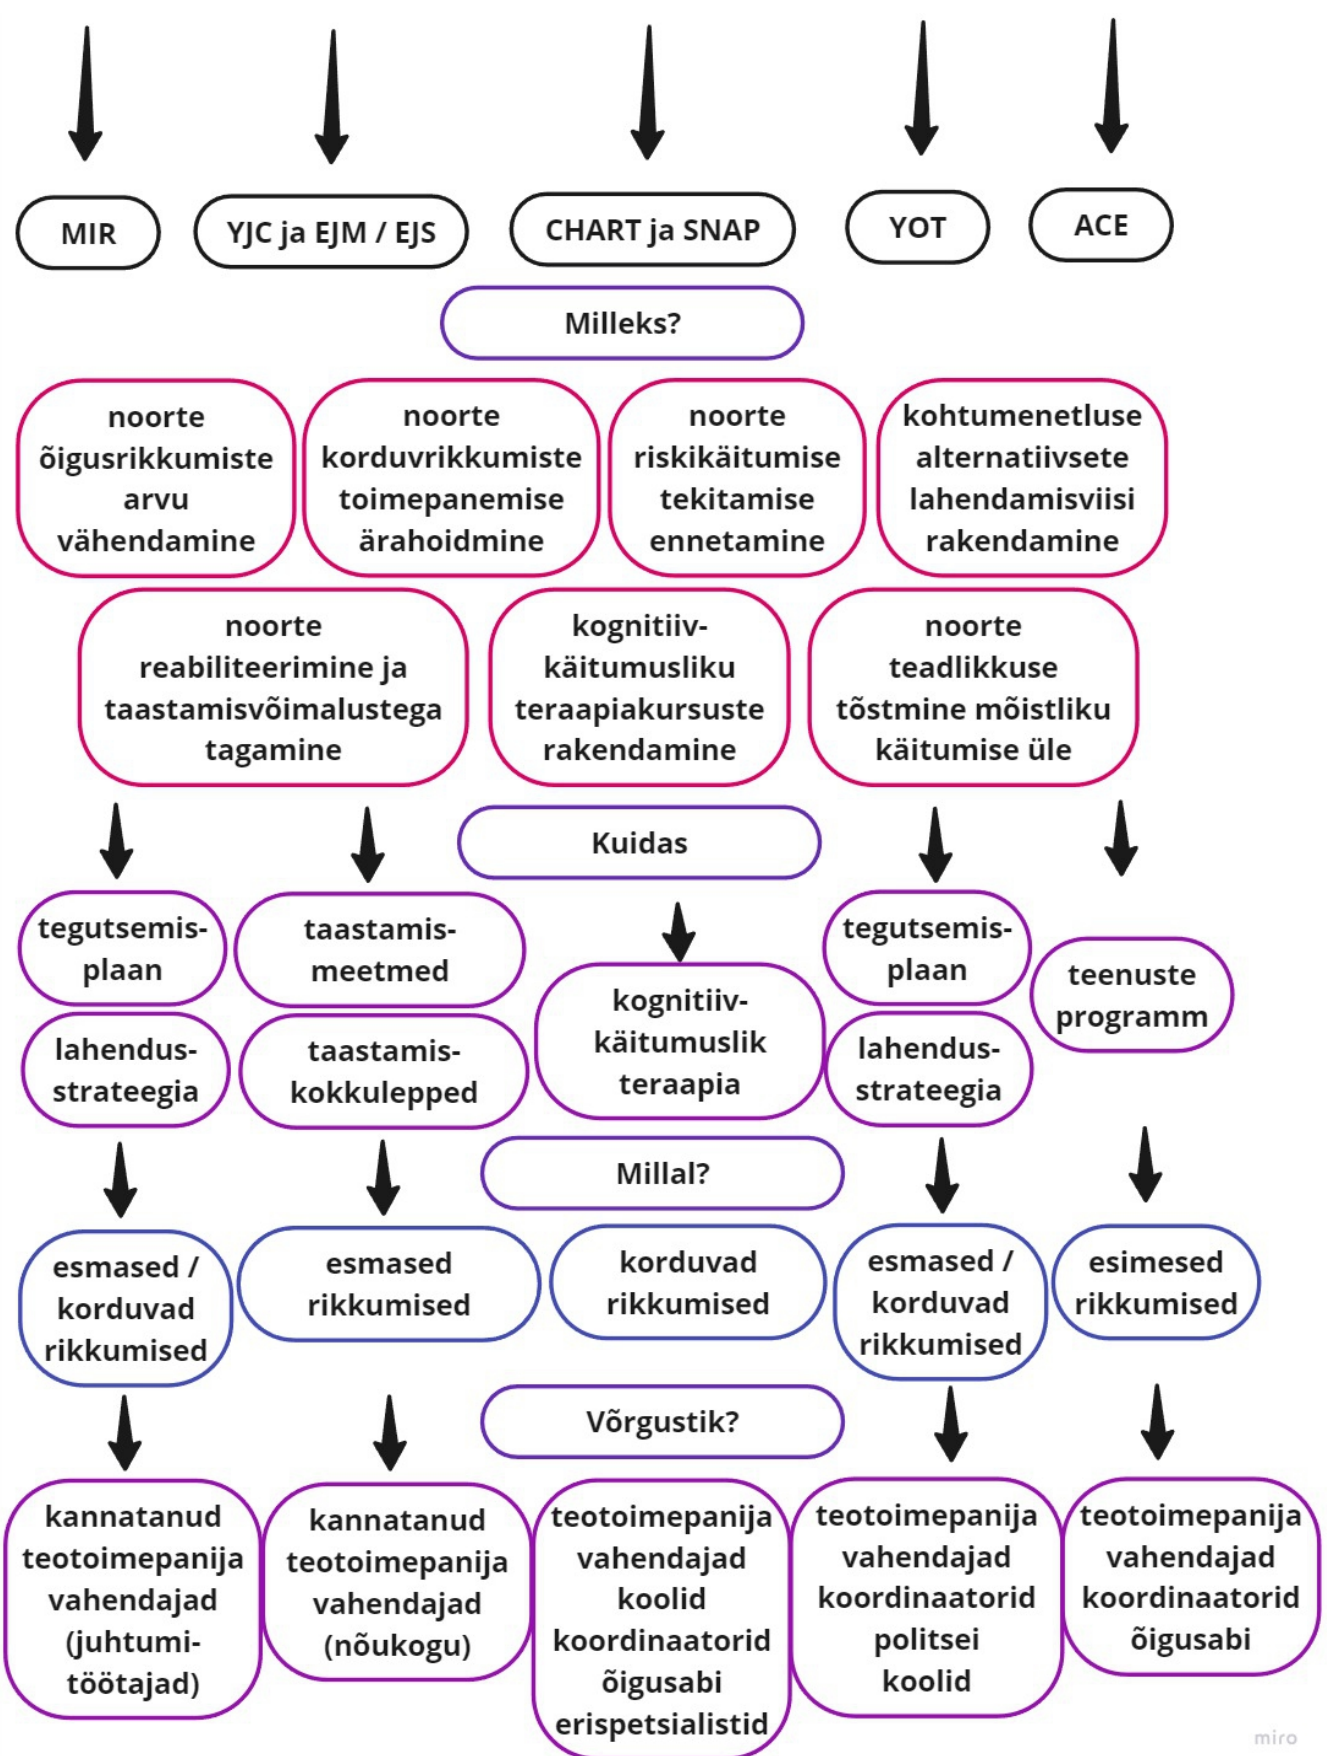 MIR
YJC ja EJM / EJS
CHART ja SNAP
YOT
ACE
Milleks?
noorte
õigusrikkumiste
arvu
vähendamine
noorte
korduvrikkumiste
toimepanemise
ärahoidmine
noorte
riskikäitumise
tekitamise
ennetamine
kohtumenetluse
alternatiivsete
lahendamisviisi
rakendamine
noorte
reabiliteerimine ja
taastamisvõimalustega
tagamine
kognitiiv-
käitumusliku
teraapiakursuste
rakendamine
noorte
teadlikkuse
tõstmine mõistliku
käitumise üle
Kuidas
tegutsemis-
plaan
lahendus-
strateegia
taastamis-
meetmed
taastamis-
kokkulepped
kognitiiv-
käitumuslik
teraapia
tegutsemis-
plaan
lahendus-
strateegia
teenuste
programm
Millal?
esmased /
korduvad
rikkumised
esmased
rikkumised
korduvad
rikkumised
esmased /
korduvad
rikkumised
esimesed
rikkumised
Võrgustik?
kannatanud
teotoimepanija
vahendajad
(juhtumi-
töötajad)
kannatanud
teotoimepanija
vahendajad
(nõukogu)
teotoimepanija
vahendajad
koolid
koordinaatorid
õigusabi
erispetsialistid
teotoimepanija
vahendajad
koordinaatorid
politsei
koolid
teotoimepanija
vahendajad
koordinaatorid
õigusabi
miro